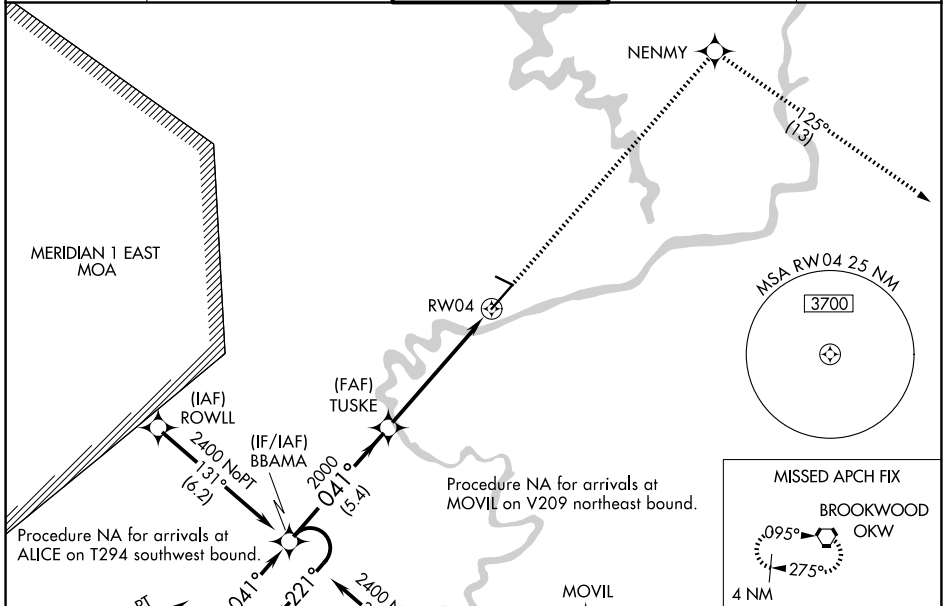 NENMY
125°
(13)
MERIDIAN 1 EAST
MOA
MSA RW04 25 NM
3700
RW04
(FAF)
TUSKE
(IAF)
ROWLL
2400 NoPT
131°
(6.2)
(IF/IAF)
BBAMA
2000
041°
(5.4)
Procedure NA for arrivals at
MOVIL on V209 northeast bound.
Procedure NA for arrivals at
ALICE on T294 southwest bound.
MISSED APCH FIX
BROOKWOOD
OKW
095°
275°
4 NM
041°
221°
2400
MOVIL